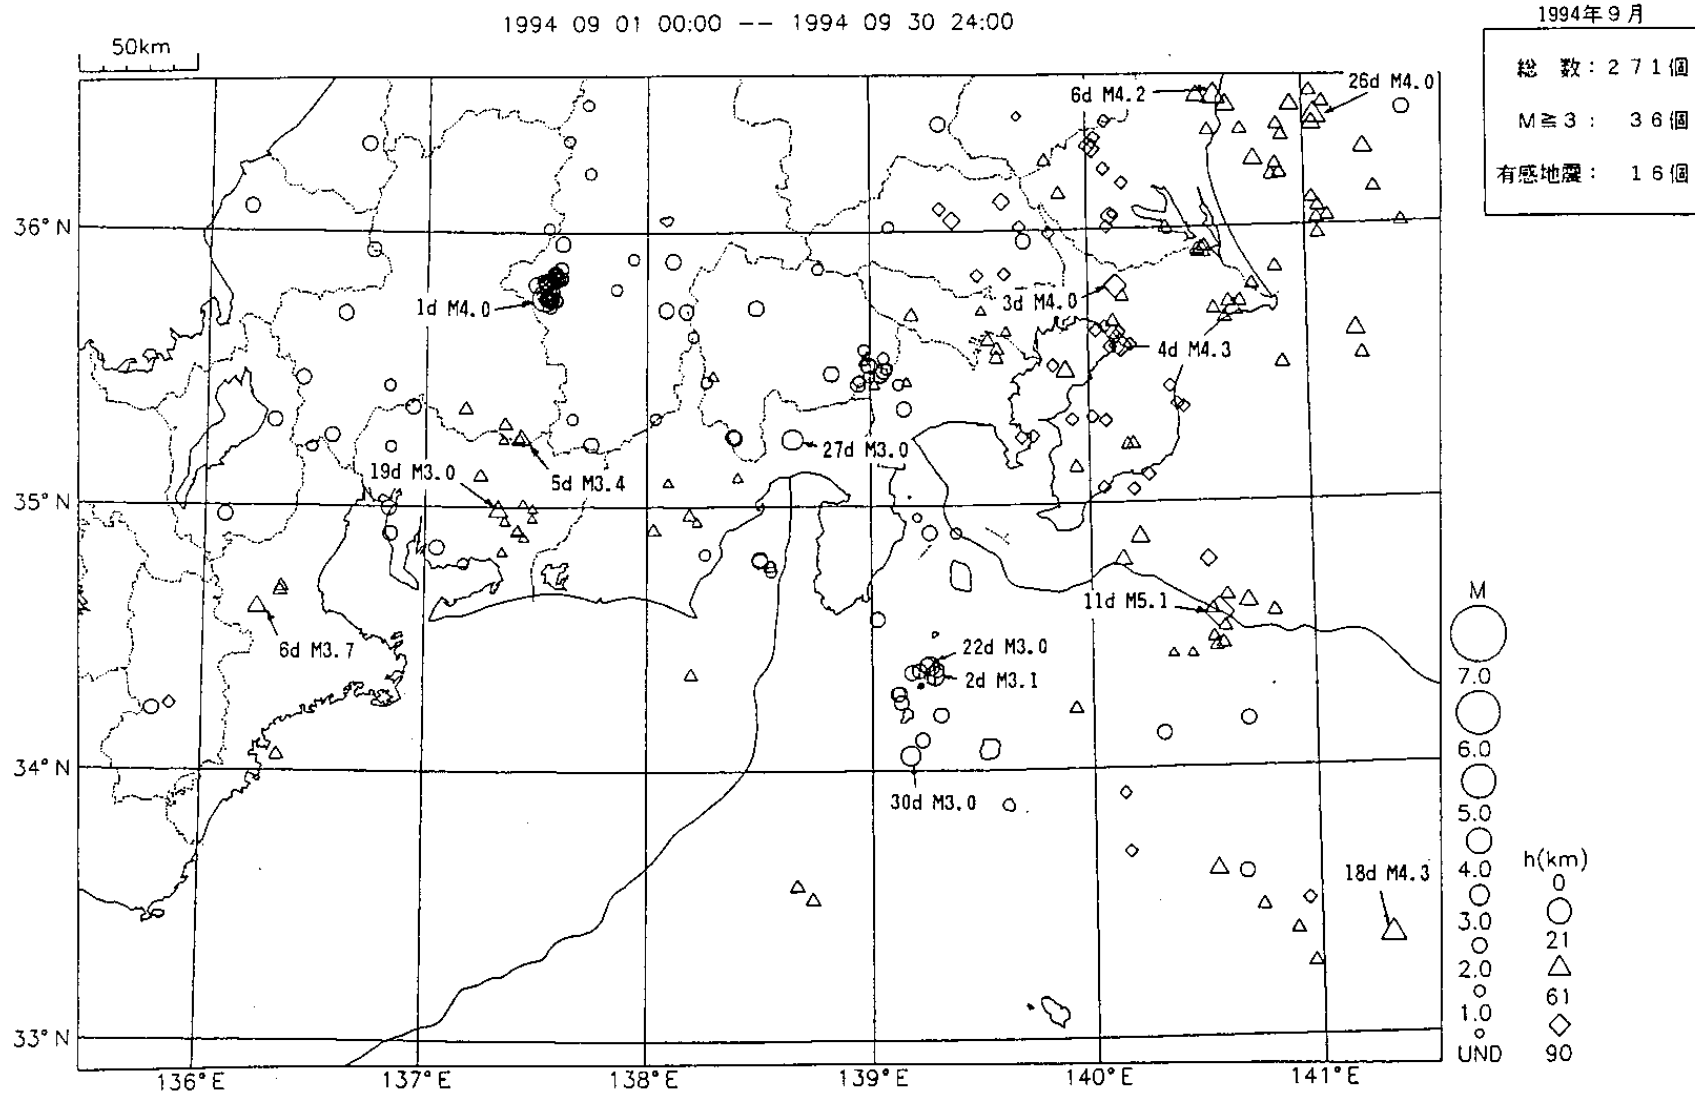 1994 09 01 00:00 -- 1994 09 30 24:00
1994年9月
総 数:271個
M≧3: 36個
有感地震: 16個
50km
26d M4.0
6d M4.2
36°N
1d M4.0
3d M4.0
4d M4.3
27d M3.0
19d M3.0
5d M3.4
35°N
11d M5.1
6d M3.7
22d M3.0
2d M3.1
34°N
30d M3.0
18d M4.3
33°N
136°E
137°E
138°E
139°E
140°E
141°E
M
7.0
6.0
5.0
4.0
3.0
2.0
1.0
UND
h(km)
0
21
61
90